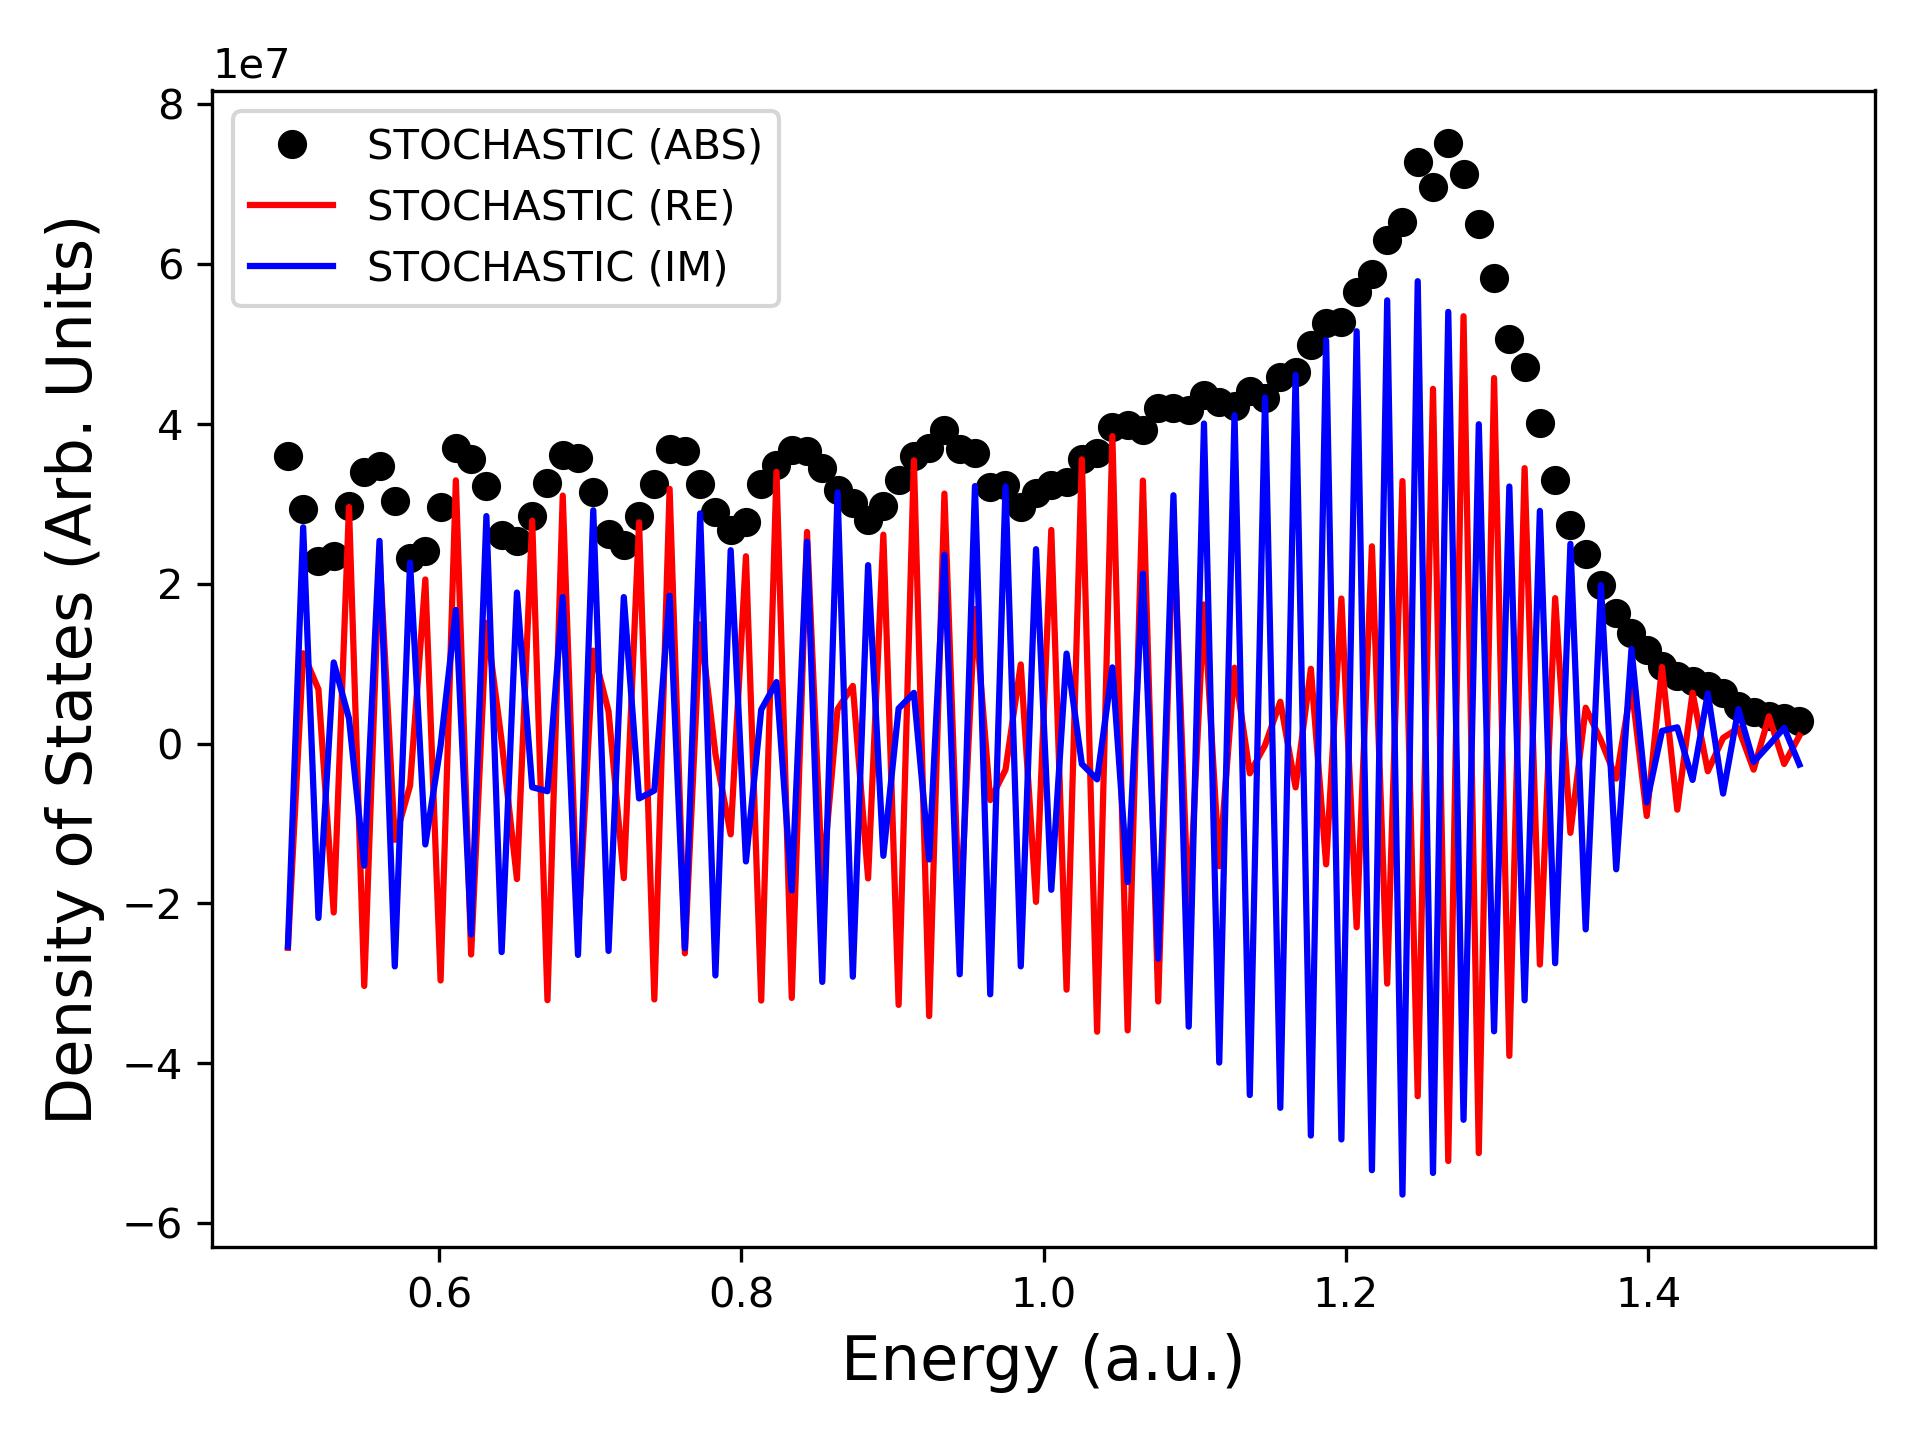 1e7
8
6
4
2
0
−2
−4
−6
Density of States (Arb. Units)
STOCHASTIC (ABS)
STOCHASTIC (RE)
STOCHASTIC (IM)
0.6 0.8 1.0 1.2 1.4
Energy (a.u.)